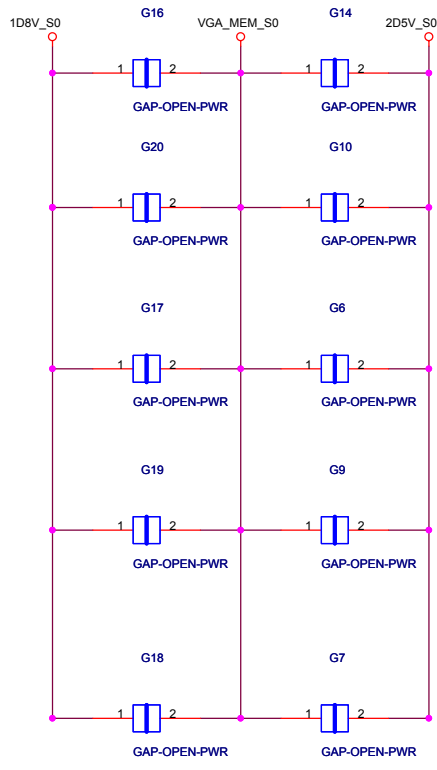 G16 G14
1D8V_S0 VGA_MEM_S0 2D5V_S0
1 2 1 2
GAP-OPEN-PWR GAP-OPEN-PWR
G20 G10
1 2 1 2
GAP-OPEN-PWR GAP-OPEN-PWR
G17 G6
1 2 1 2
GAP-OPEN-PWR GAP-OPEN-PWR
G19 G9
1 2 1 2
GAP-OPEN-PWR GAP-OPEN-PWR
G18 G7
1 2 1 2
GAP-OPEN-PWR GAP-OPEN-PWR